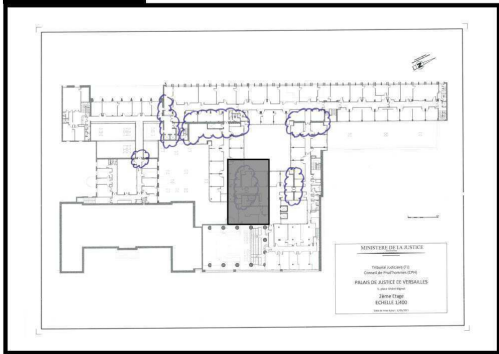 MINISTERE DE LA JUSTICE
Tribunal Judiciaire (TJ)
Conseil de Prud'hommes (CPH)
PALAIS DE JUSTICE DE VERSAILLES
2ème Etage
ECHELLE 1/400